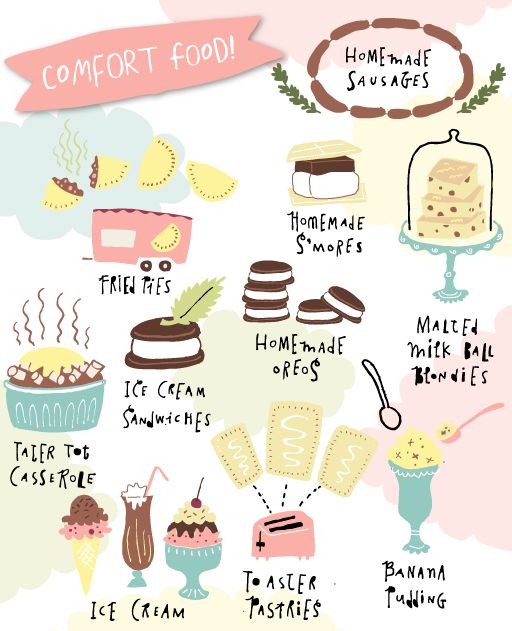 COMFORT FOOD!
HOMEMADE
SAUSAGES
HOMEMADE
S'MORES
FRIED PIES
MALTED
MILK BALL
BLONDIES
HOMEMADE
OREOS
ICE CREAM
SANDWICHES
TATER TOT
CASSEROLE
ICE CREAM
TOASTER
PASTRIES
BANANA
PUDDING